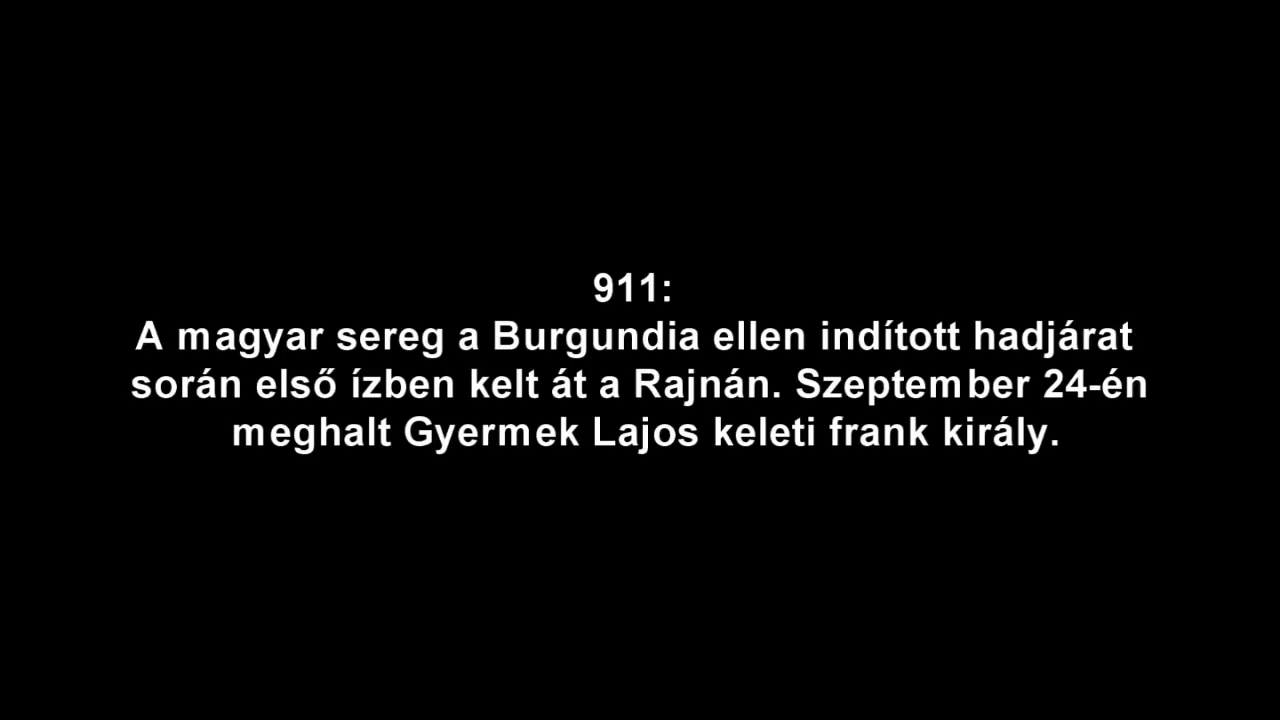 911:
A magyar sereg a Burgundia ellen indított hadjárat
során első ízben kelt át a Rajnán. Szeptember 24-én
meghalt Gyermek Lajos keleti frank király.